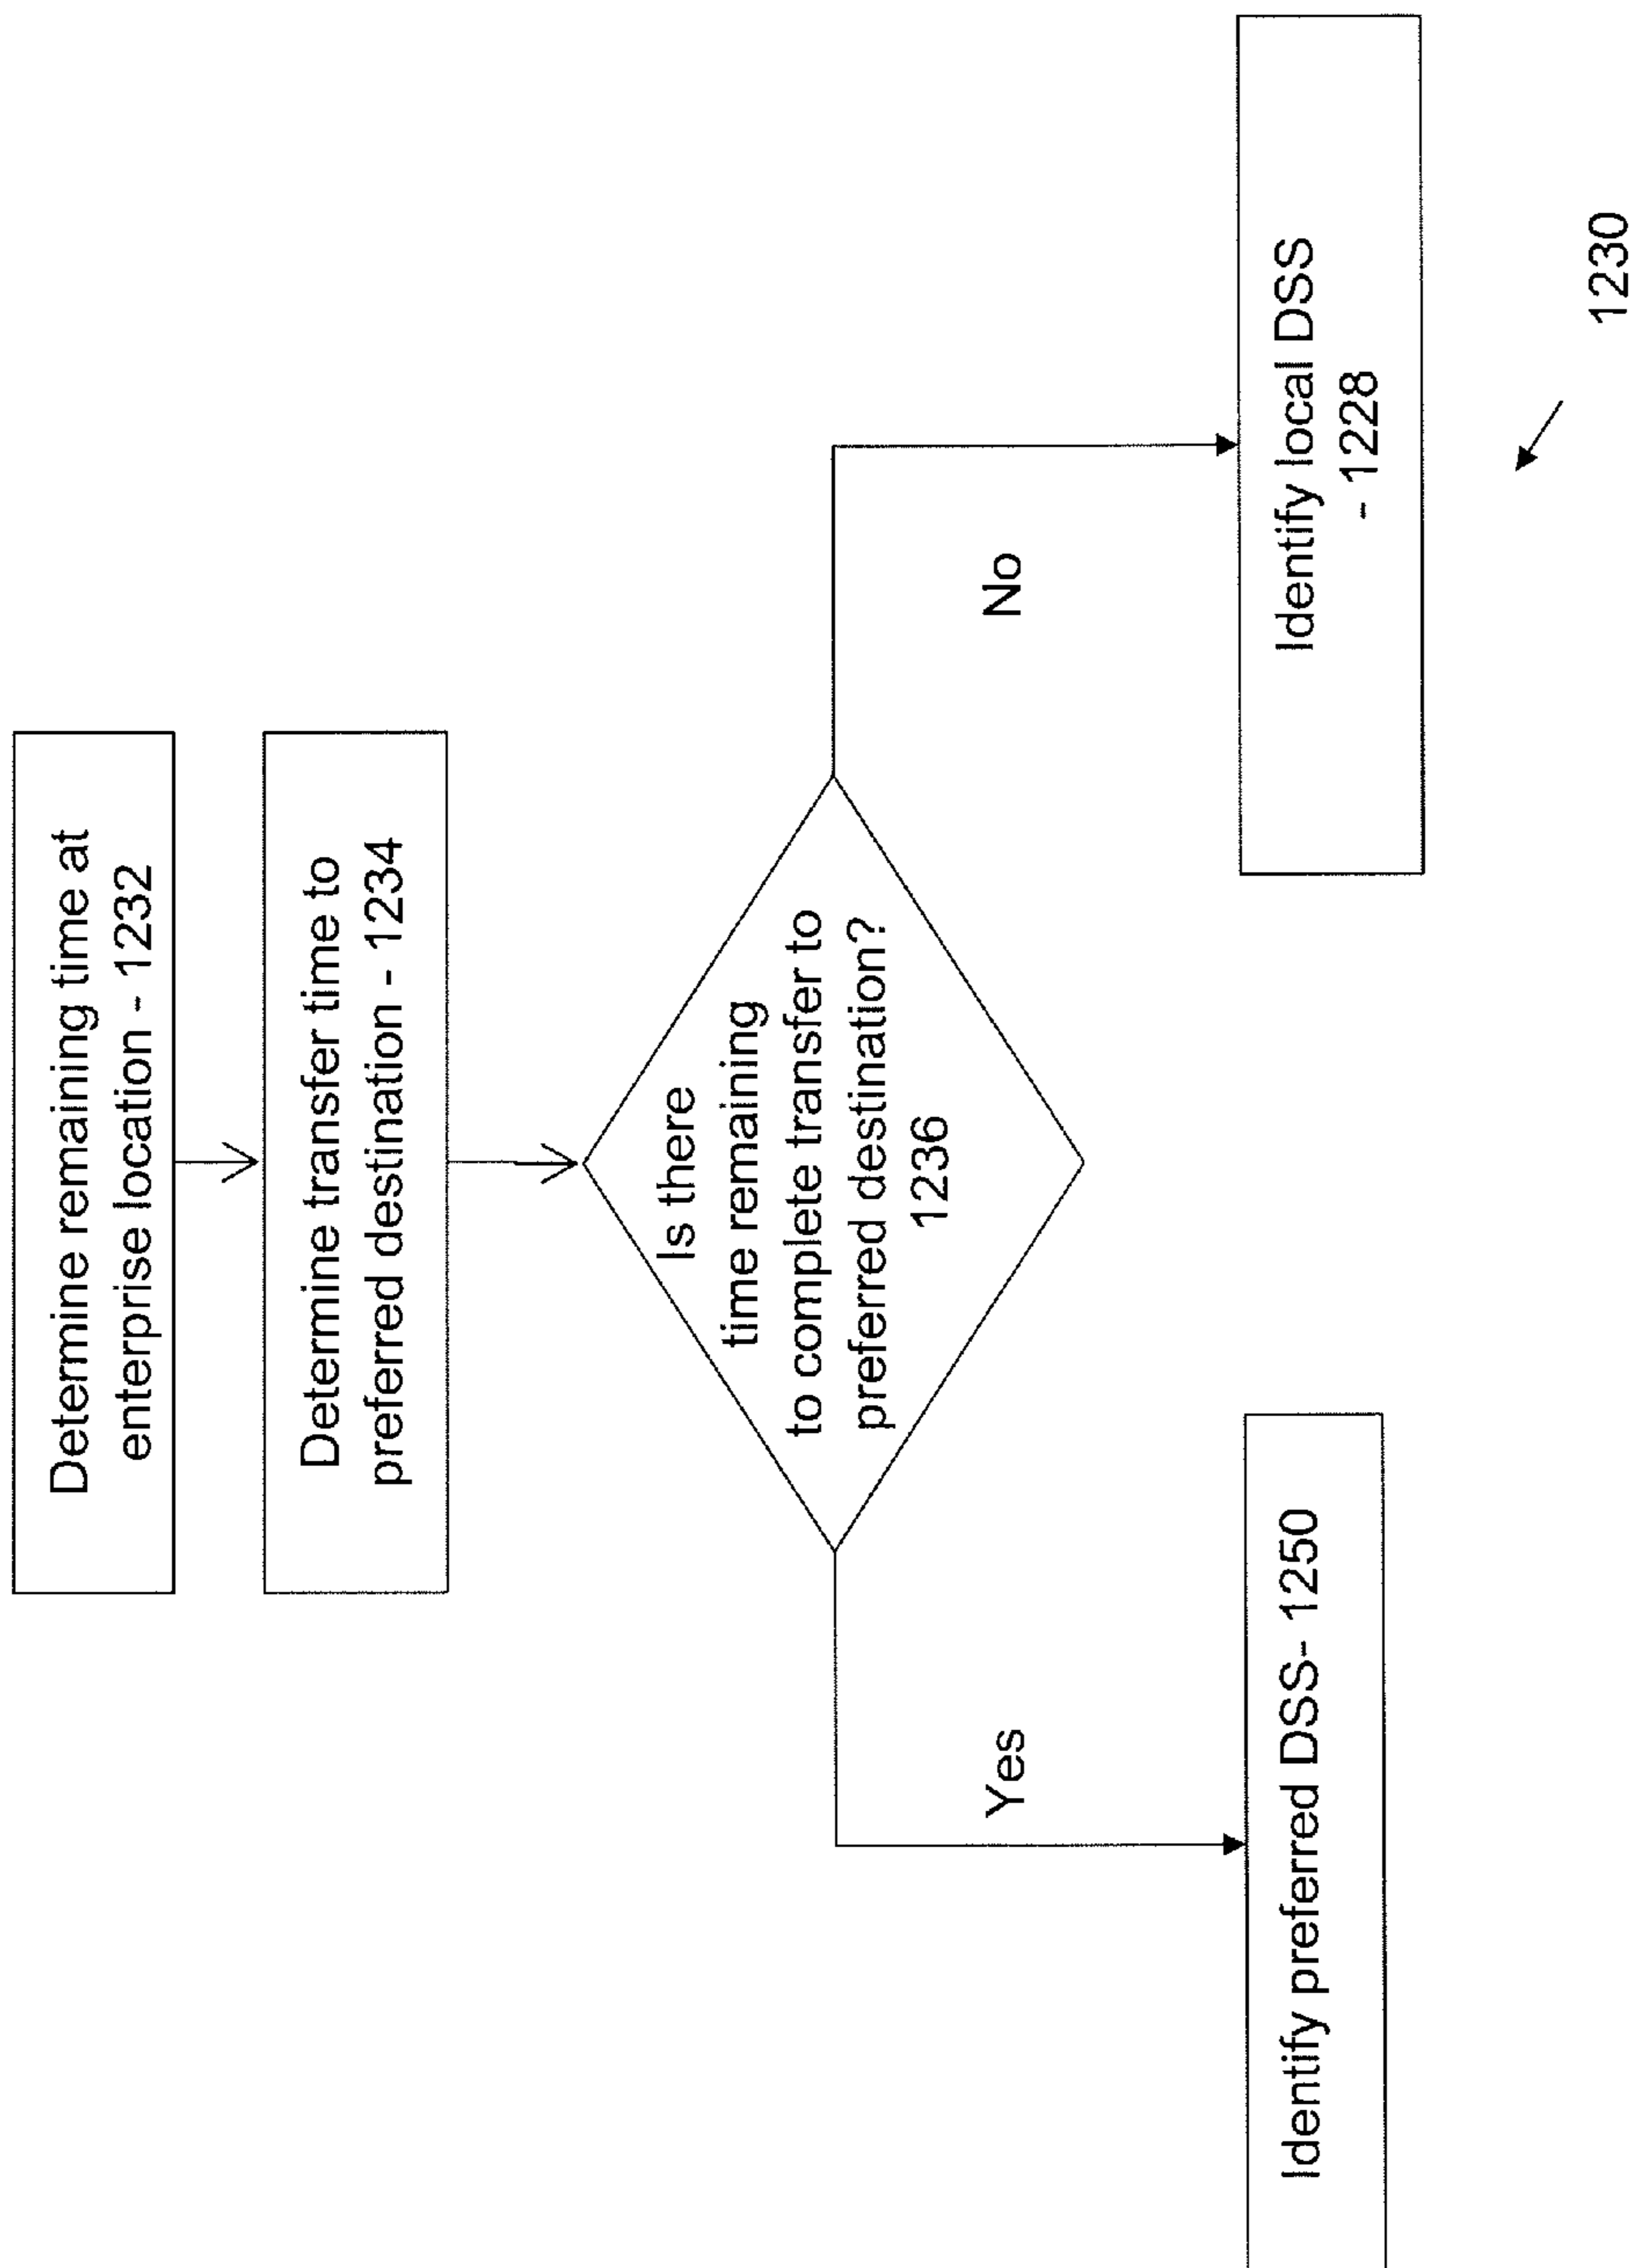 Determine remaining time at
enterprise location - 1232
Determine transfer time to
preferred destination - 1234
Is there
time remaining
to complete transfer to
preferred destination?
1236
Yes
No
Identify preferred DSS- 1250
Identify local DSS
- 1228
1230